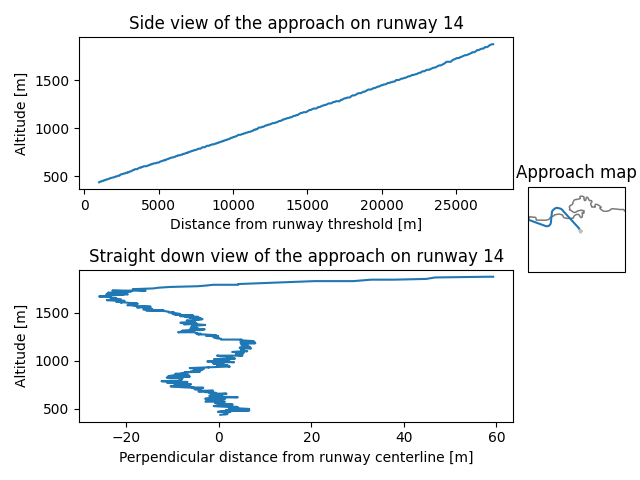 Side view of the approach on runway 14
Altitude [m]
1500
1000
500
0 5000 10000 15000 20000 25000
Distance from runway threshold [m]
Approach map
Straight down view of the approach on runway 14
Altitude [m]
1500
1000
500
−20 0 20 40 60
Perpendicular distance from runway centerline [m]